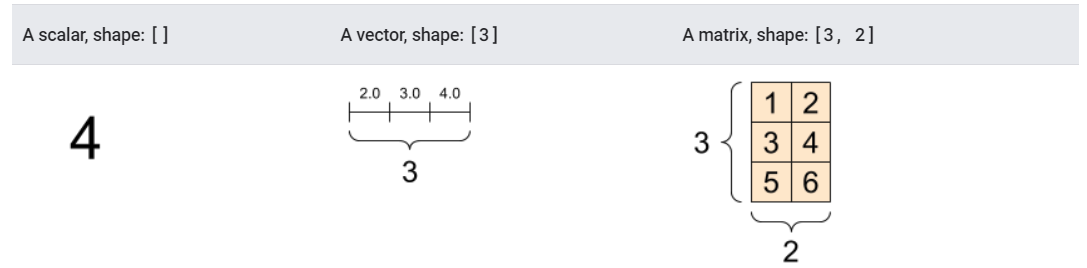 A scalar, shape: [ ]
A vector, shape: [3]
A matrix, shape: [3, 2]
4
2.0 3.0 4.0
3
3
1 2
3 4
5 6
2